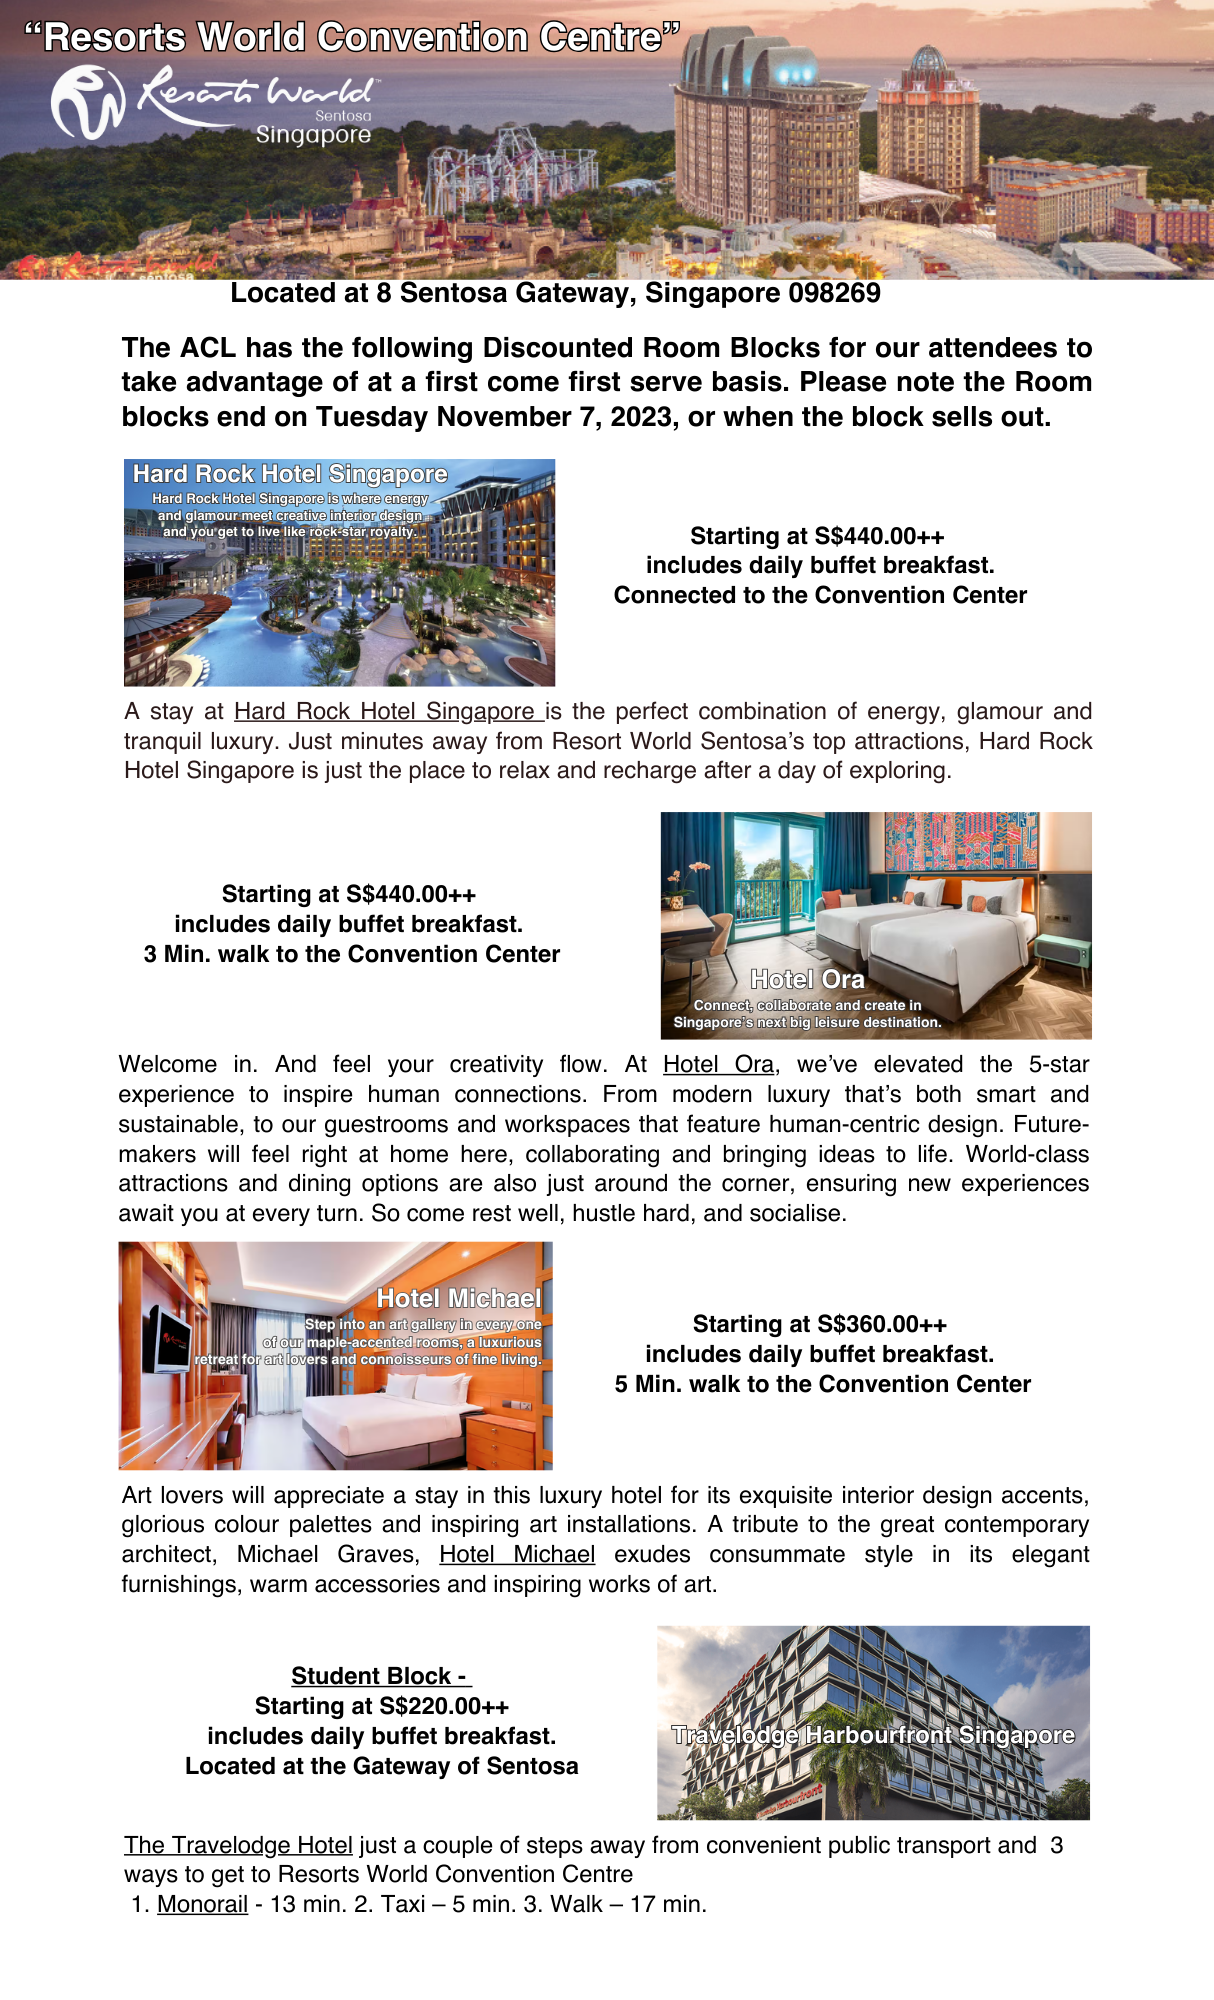 “Resorts World Convention Centre”
Resorts World
Sentosa
Singapore
Resorts World
sentosa
Located at 8 Sentosa Gateway, Singapore 098269
The ACL has the following Discounted Room Blocks for our attendees to
take advantage of at a first come first serve basis. Please note the Room
blocks end on Tuesday November 7, 2023, or when the block sells out.
Hard Rock Hotel Singapore
Hard Rock Hotel Singapore is where energy
and glamour meet creative interior design
and you get to live like rock-star royalty.
Starting at S$440.00++
includes daily buffet breakfast.
Connected to the Convention Center
A stay at Hard Rock Hotel Singapore is the perfect combination of energy, glamour and
tranquil luxury. Just minutes away from Resort World Sentosa’s top attractions, Hard Rock
Hotel Singapore is just the place to relax and recharge after a day of exploring.
Starting at S$440.00++
includes daily buffet breakfast.
3 Min. walk to the Convention Center
Hotel Ora
Connect, collaborate and create in
Singapore’s next big leisure destination.
Welcome in. And feel your creativity flow. At Hotel Ora, we’ve elevated the 5-star
experience to inspire human connections. From modern luxury that’s both smart and
sustainable, to our guestrooms and workspaces that feature human-centric design. Future-
makers will feel right at home here, collaborating and bringing ideas to life. World-class
attractions and dining options are also just around the corner, ensuring new experiences
await you at every turn. So come rest well, hustle hard, and socialise.
Hotel Michael
Step into an art gallery in every one
of our maple-accented rooms, a luxurious
retreat for art lovers and connoisseurs of fine living.
Starting at S$360.00++
includes daily buffet breakfast.
5 Min. walk to the Convention Center
Art lovers will appreciate a stay in this luxury hotel for its exquisite interior design accents,
glorious colour palettes and inspiring art installations. A tribute to the great contemporary
architect, Michael Graves, Hotel Michael exudes consummate style in its elegant
furnishings, warm accessories and inspiring works of art.
Student Block -
Starting at S$220.00++
includes daily buffet breakfast.
Located at the Gateway of Sentosa
Travelodge
Travelodge Harbourfront Singapore
Travelodge Harbourfront
The Travelodge Hotel just a couple of steps away from convenient public transport and 3
ways to get to Resorts World Convention Centre
1. Monorail - 13 min. 2. Taxi – 5 min. 3. Walk – 17 min.